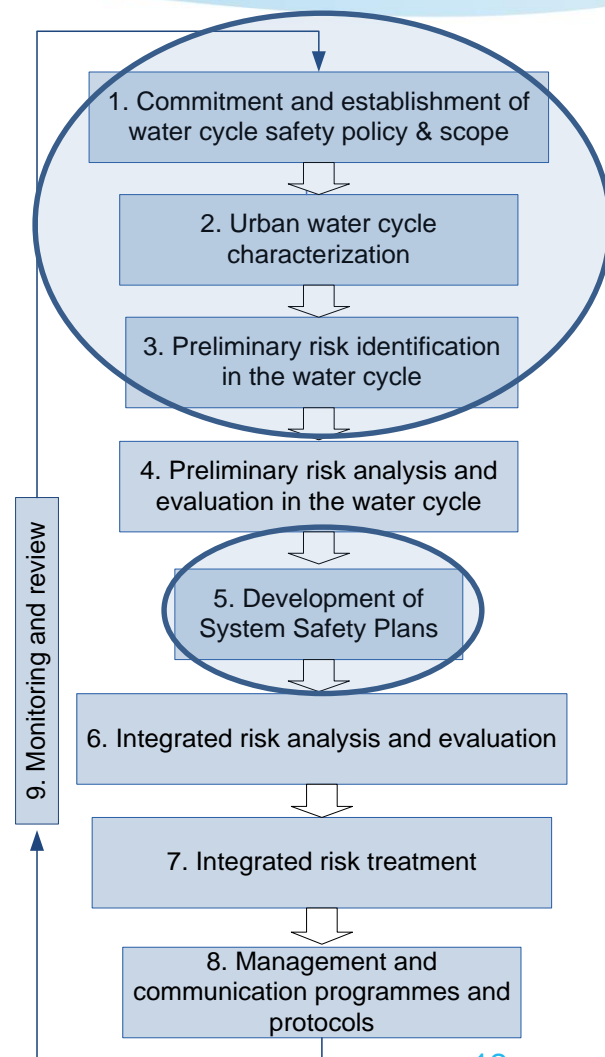 1. Commitment and establishment of
water cycle safety policy & scope
2. Urban water cycle
characterization
3. Preliminary risk identification
in the water cycle
4. Preliminary risk analysis and
evaluation in the water cycle
5. Development of
System Safety Plans
6. Integrated risk analysis and evaluation
7. Integrated risk treatment
8. Management and
communication programmes and
protocols
9. Monitoring and review